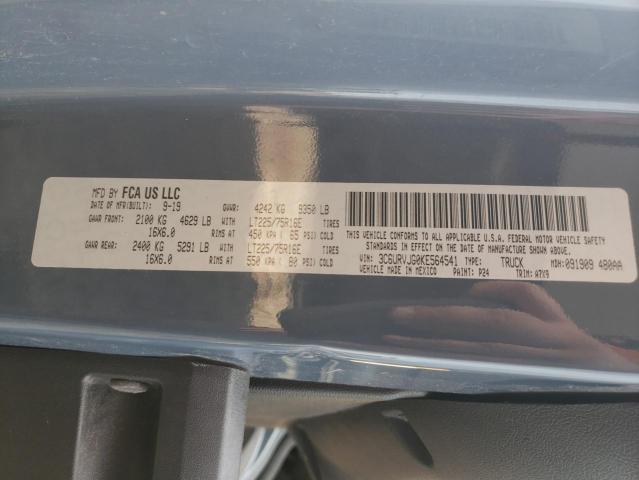 MFD BY FCA US LLC
DATE OF MFR(BUILT): 9-19 GVWR: 4242 KG 9350 LB
GAWR FRONT: 2100 KG 4629 LB WITH LT225/75R16E TIRES
16X6.0 RIMS AT 450 KPA ( 65 PSI) COLD
GAWR REAR: 2400 KG 5291 LB WITH LT225/75R16E TIRES
16X6.0 RIMS AT 550 KPA ( 80 PSI) COLD
THIS VEHICLE CONFORMS TO ALL APPLICABLE U.S.A. FEDERAL MOTOR VEHICLE SAFETY
STANDARDS IN EFFECT ON THE DATE OF MANUFACTURE SHOWN ABOVE.
VIN: 3C6URVJG0KE564541 TYPE: TRUCK MDH: 091909 480AA
VEHICLE MADE IN MEXICO PAINT: P24 TRIM: A7X9